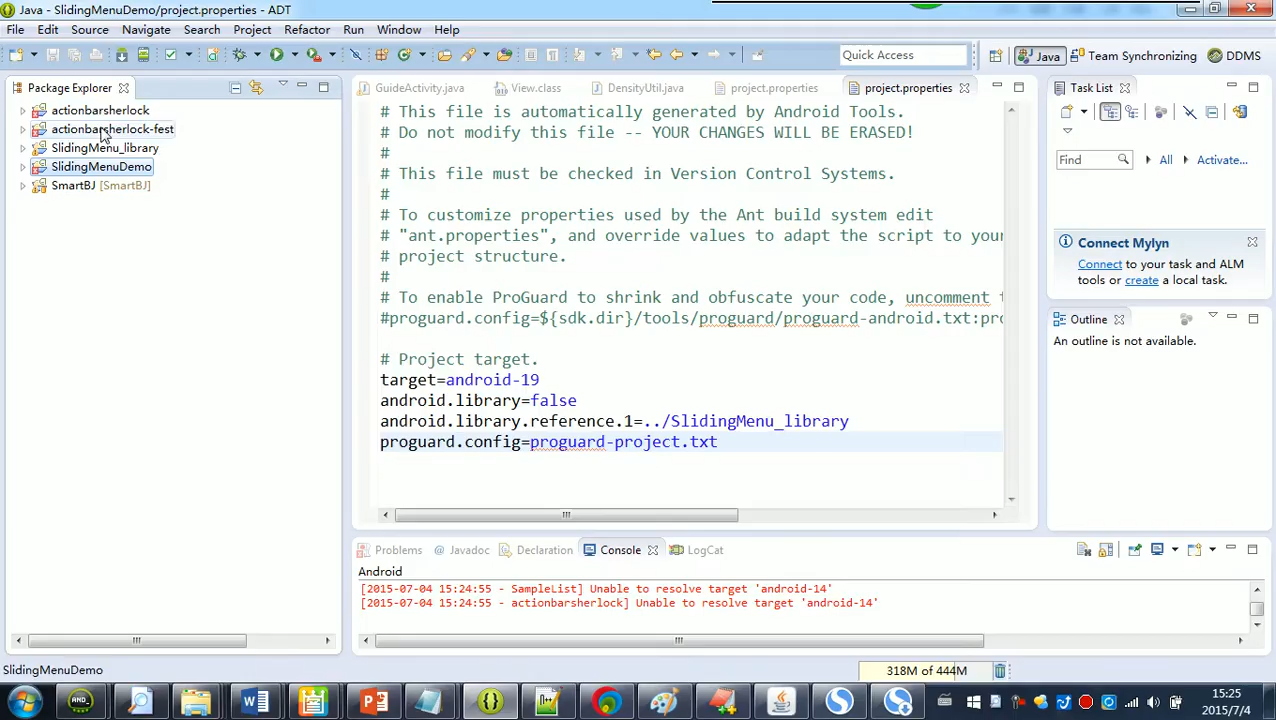 Java - SlidingMenuDemo/project.properties - ADT
File Edit Source Navigate Search Project Refactor Run Window Help
Quick Access
Java Team Synchronizing DDMS
Package Explorer
GuideActivity.java View.class DensityUtil.java project.properties project.properties
Task List
actionbarsherlock
actionbarsherlock-fest
SlidingMenu_library
SlidingMenuDemo
SmartBJ [SmartBJ]
# This file is automatically generated by Android Tools.
# Do not modify this file -- YOUR CHANGES WILL BE ERASED!
#
# This file must be checked in Version Control Systems.
#
# To customize properties used by the Ant build system edit
# "ant.properties", and override values to adapt the script to your
# project structure.
#
# To enable ProGuard to shrink and obfuscate your code, uncomment t
#proguard.config=${sdk.dir}/tools/proguard/proguard-android.txt:pro
# Project target.
target=android-19
android.library=false
android.library.reference.1=../SlidingMenu_library
proguard.config=proguard-project.txt
Find All Activate...
Connect Mylyn
Connect to your task and ALM
tools or create a local task.
Outline
An outline is not available.
Problems @ Javadoc Declaration Console LogCat
Android
[2015-07-04 15:24:55 - SampleList] Unable to resolve target 'android-14'
[2015-07-04 15:24:55 - actionbarsherlock] Unable to resolve target 'android-14'
SlidingMenuDemo
318M of 444M
15:25
2015/7/4